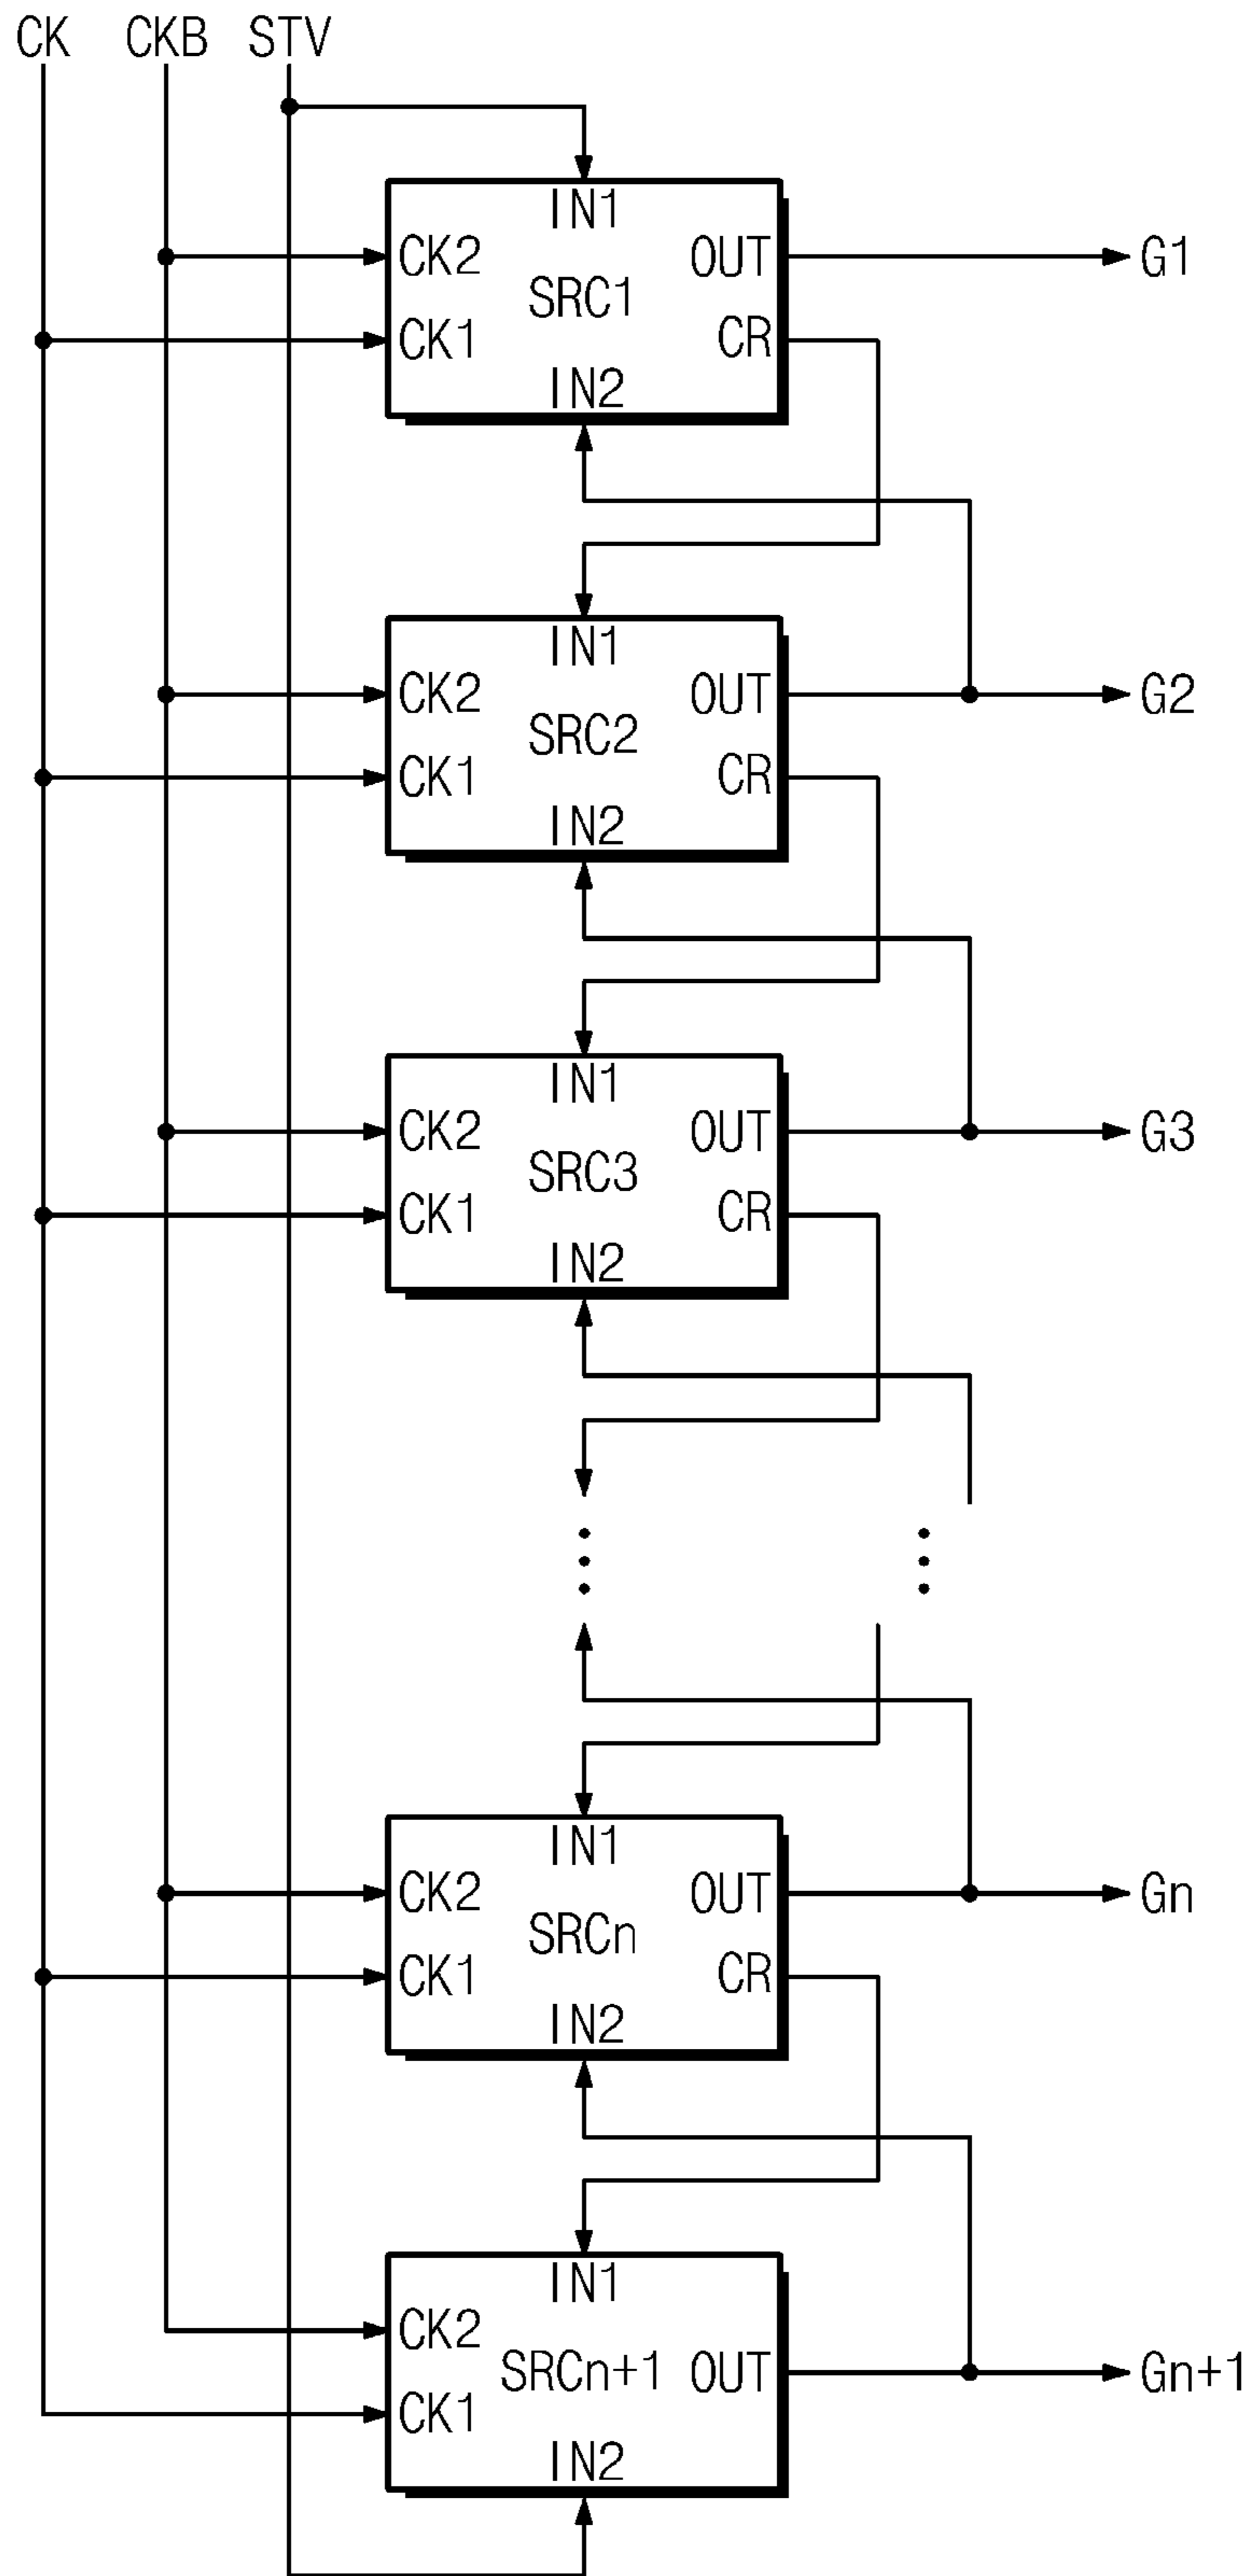 CK CKB STV
IN1
CK2 OUT G1
SRC1
CK1 CR
IN2
IN1
CK2 OUT G2
SRC2
CK1 CR
IN2
IN1
CK2 OUT G3
SRC3
CK1 CR
IN2
IN1
CK2 OUT Gn
SRCn
CK1 CR
IN2
IN1
CK2
SRCn+1 OUT Gn+1
CK1
IN2